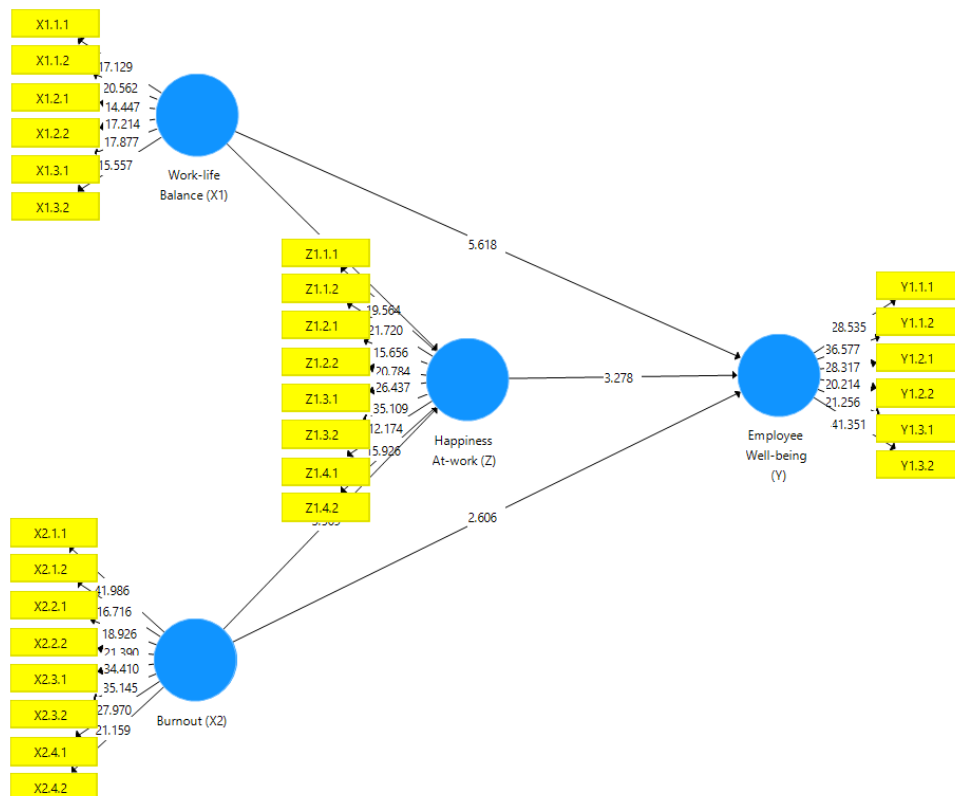 X1.1.1
X1.1.2
X1.2.1
X1.2.2
X1.3.1
X1.3.2
17.129
20.562
14.447
17.214
17.877
15.557
Work-life
Balance (X1)
5.618
Z1.1.1
Z1.1.2
Z1.2.1
Z1.2.2
Z1.3.1
Z1.3.2
Z1.4.1
Z1.4.2
21.720
15.656
20.784
26.437
35.109
12.174
Happiness
At-work (Z)
3.278
2.606
Employee
Well-being
(Y)
28.535
36.577
28.317
20.214
21.256
41.351
Y1.1.1
Y1.1.2
Y1.2.1
Y1.2.2
Y1.3.1
Y1.3.2
X2.1.1
X2.1.2
X2.2.1
X2.2.2
X2.3.1
X2.3.2
X2.4.1
X2.4.2
41.986
16.716
18.926
21.390
34.410
35.145
27.970
21.159
Burnout (X2)